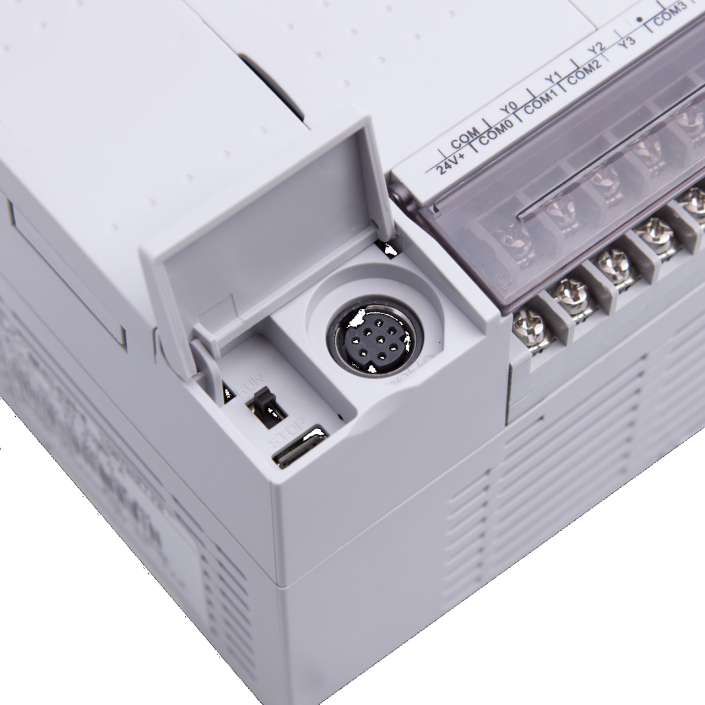 COM Y0 Y1 Y2 •
24V+ COM0 COM1 COM2 Y3 COM3
RUN
STOP